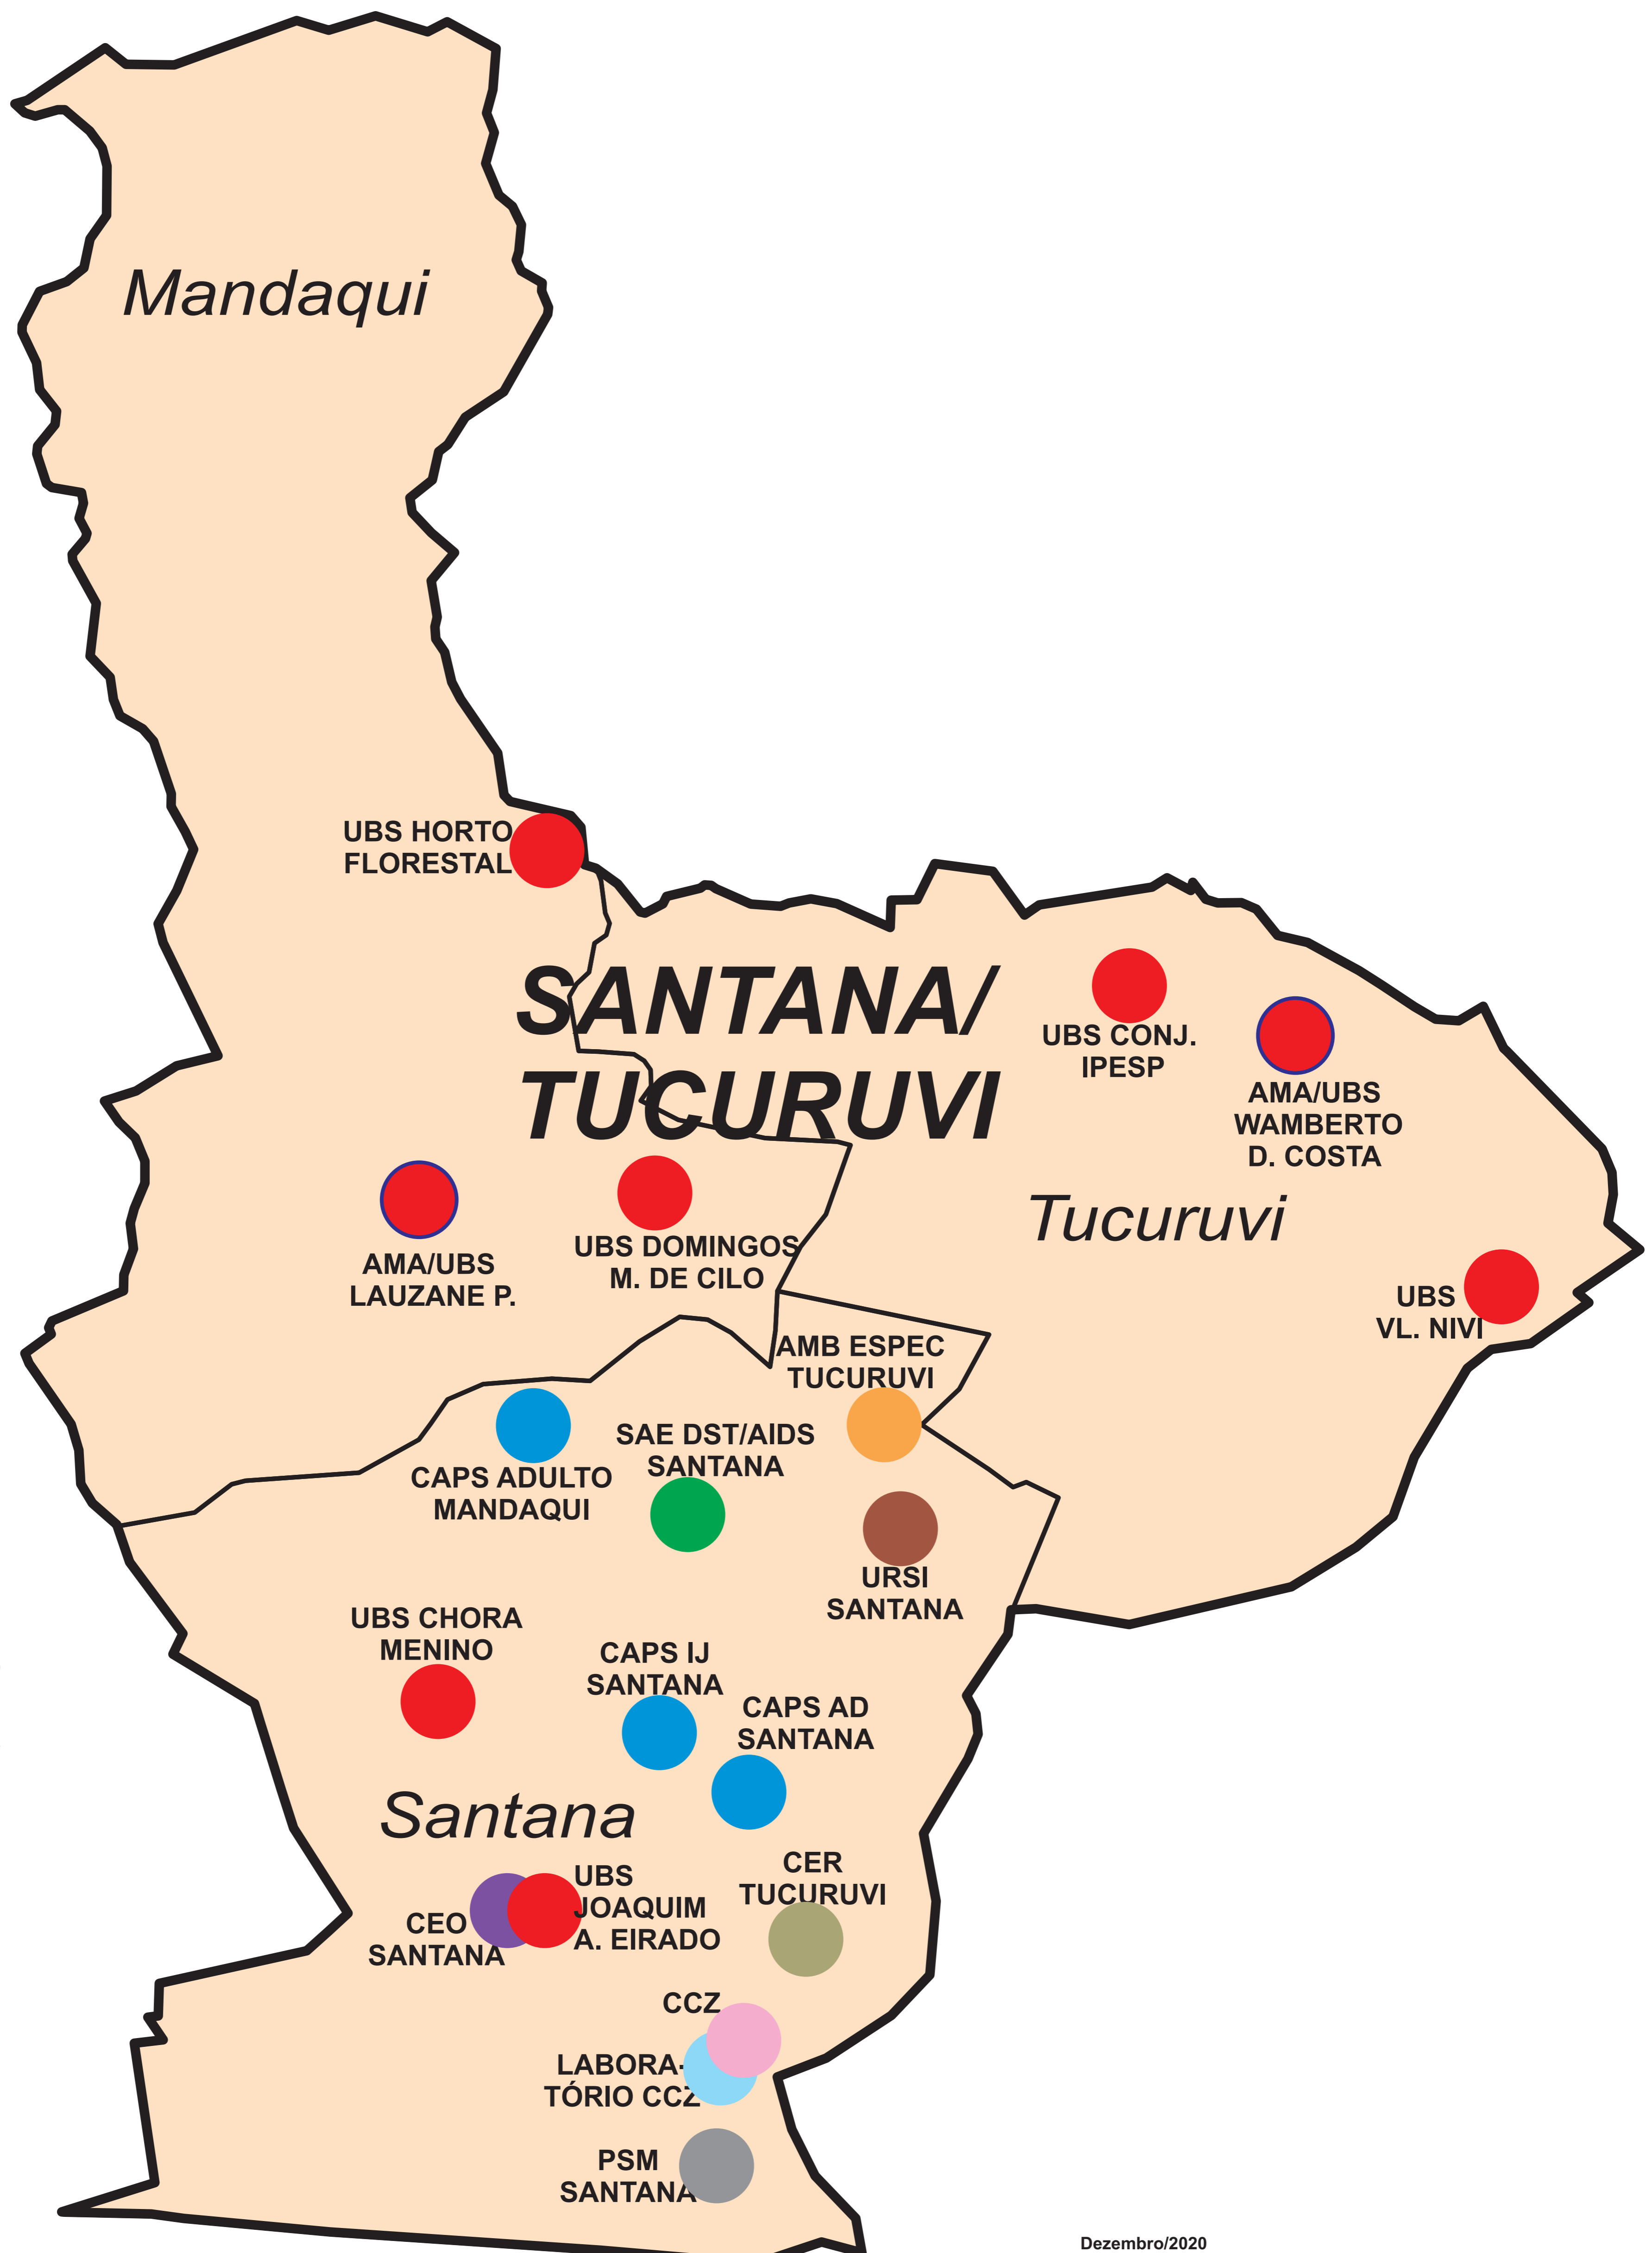 Mandaqui
UBS HORTO
FLORESTAL
SANTANA/
TUCURUVI
UBS CONJ.
IPESP
AMA/UBS
WAMBERTO
D. COSTA
Tucuruvi
AMA/UBS
LAUZANE P.
UBS DOMINGOS
M. DE CILO
UBS
VL. NIVI
AMB ESPEC
TUCURUVI
CAPS ADULTO
MANDAQUI
SAE DST/AIDS
SANTANA
URSI
SANTANA
UBS CHORA
MENINO
CAPS IJ
SANTANA
CAPS AD
SANTANA
Santana
CEO
SANTANA
UBS
JOAQUIM
A. EIRADO
CER
TUCURUVI
CCZ
LABORA-
TÓRIO CCZ
PSM
SANTANA
Dezembro/2020